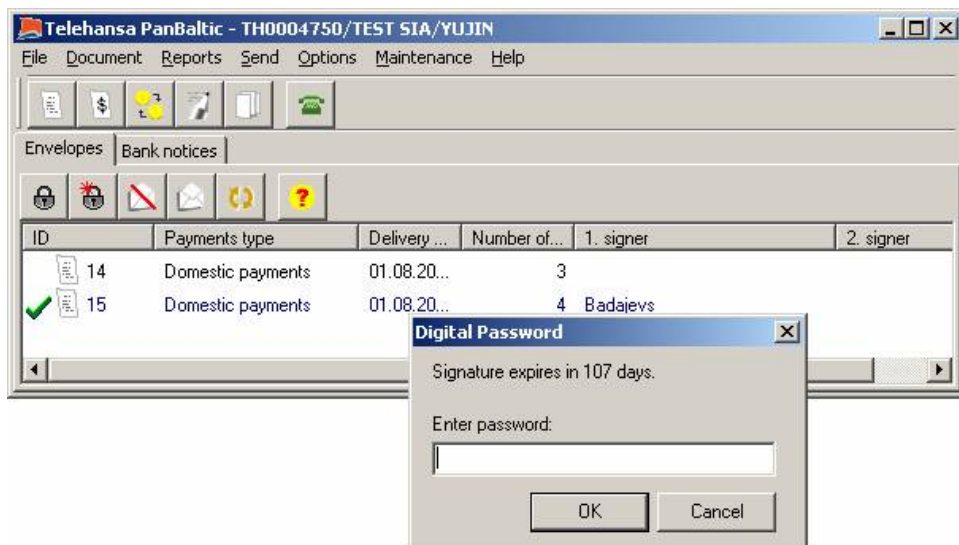 Telehansa PanBaltic - TH0004750/TEST SIA/YUJIN
File Document Reports Send Options Maintenance Help
Envelopes Bank notices
ID Payments type Delivery ... Number of... 1. signer 2. signer
14 Domestic payments 01.08.20... 3
15 Domestic payments 01.08.20... 4 Badajevs
Digital Password
Signature expires in 107 days.
Enter password:
OK Cancel